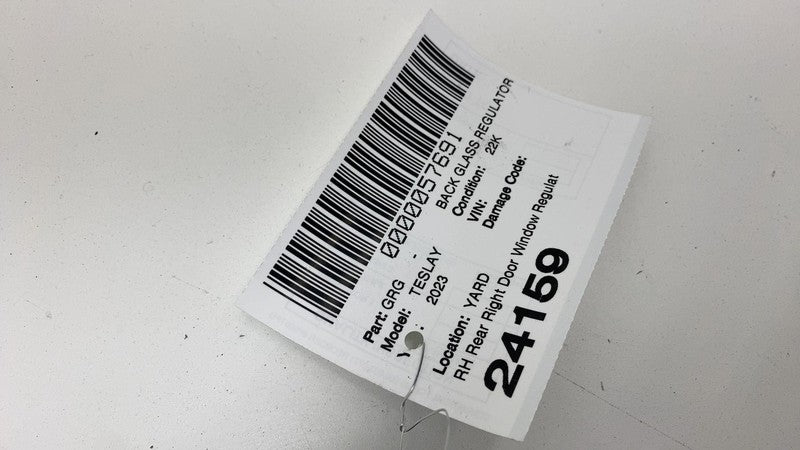 0000057691
Part: GRG - BACK GLASS REGULATOR
Model: TESLAY Condition: 22K
Y : 2023 VIN:
Damage Code:
Location: YARD
RH Rear Right Door Window Regulat
24159